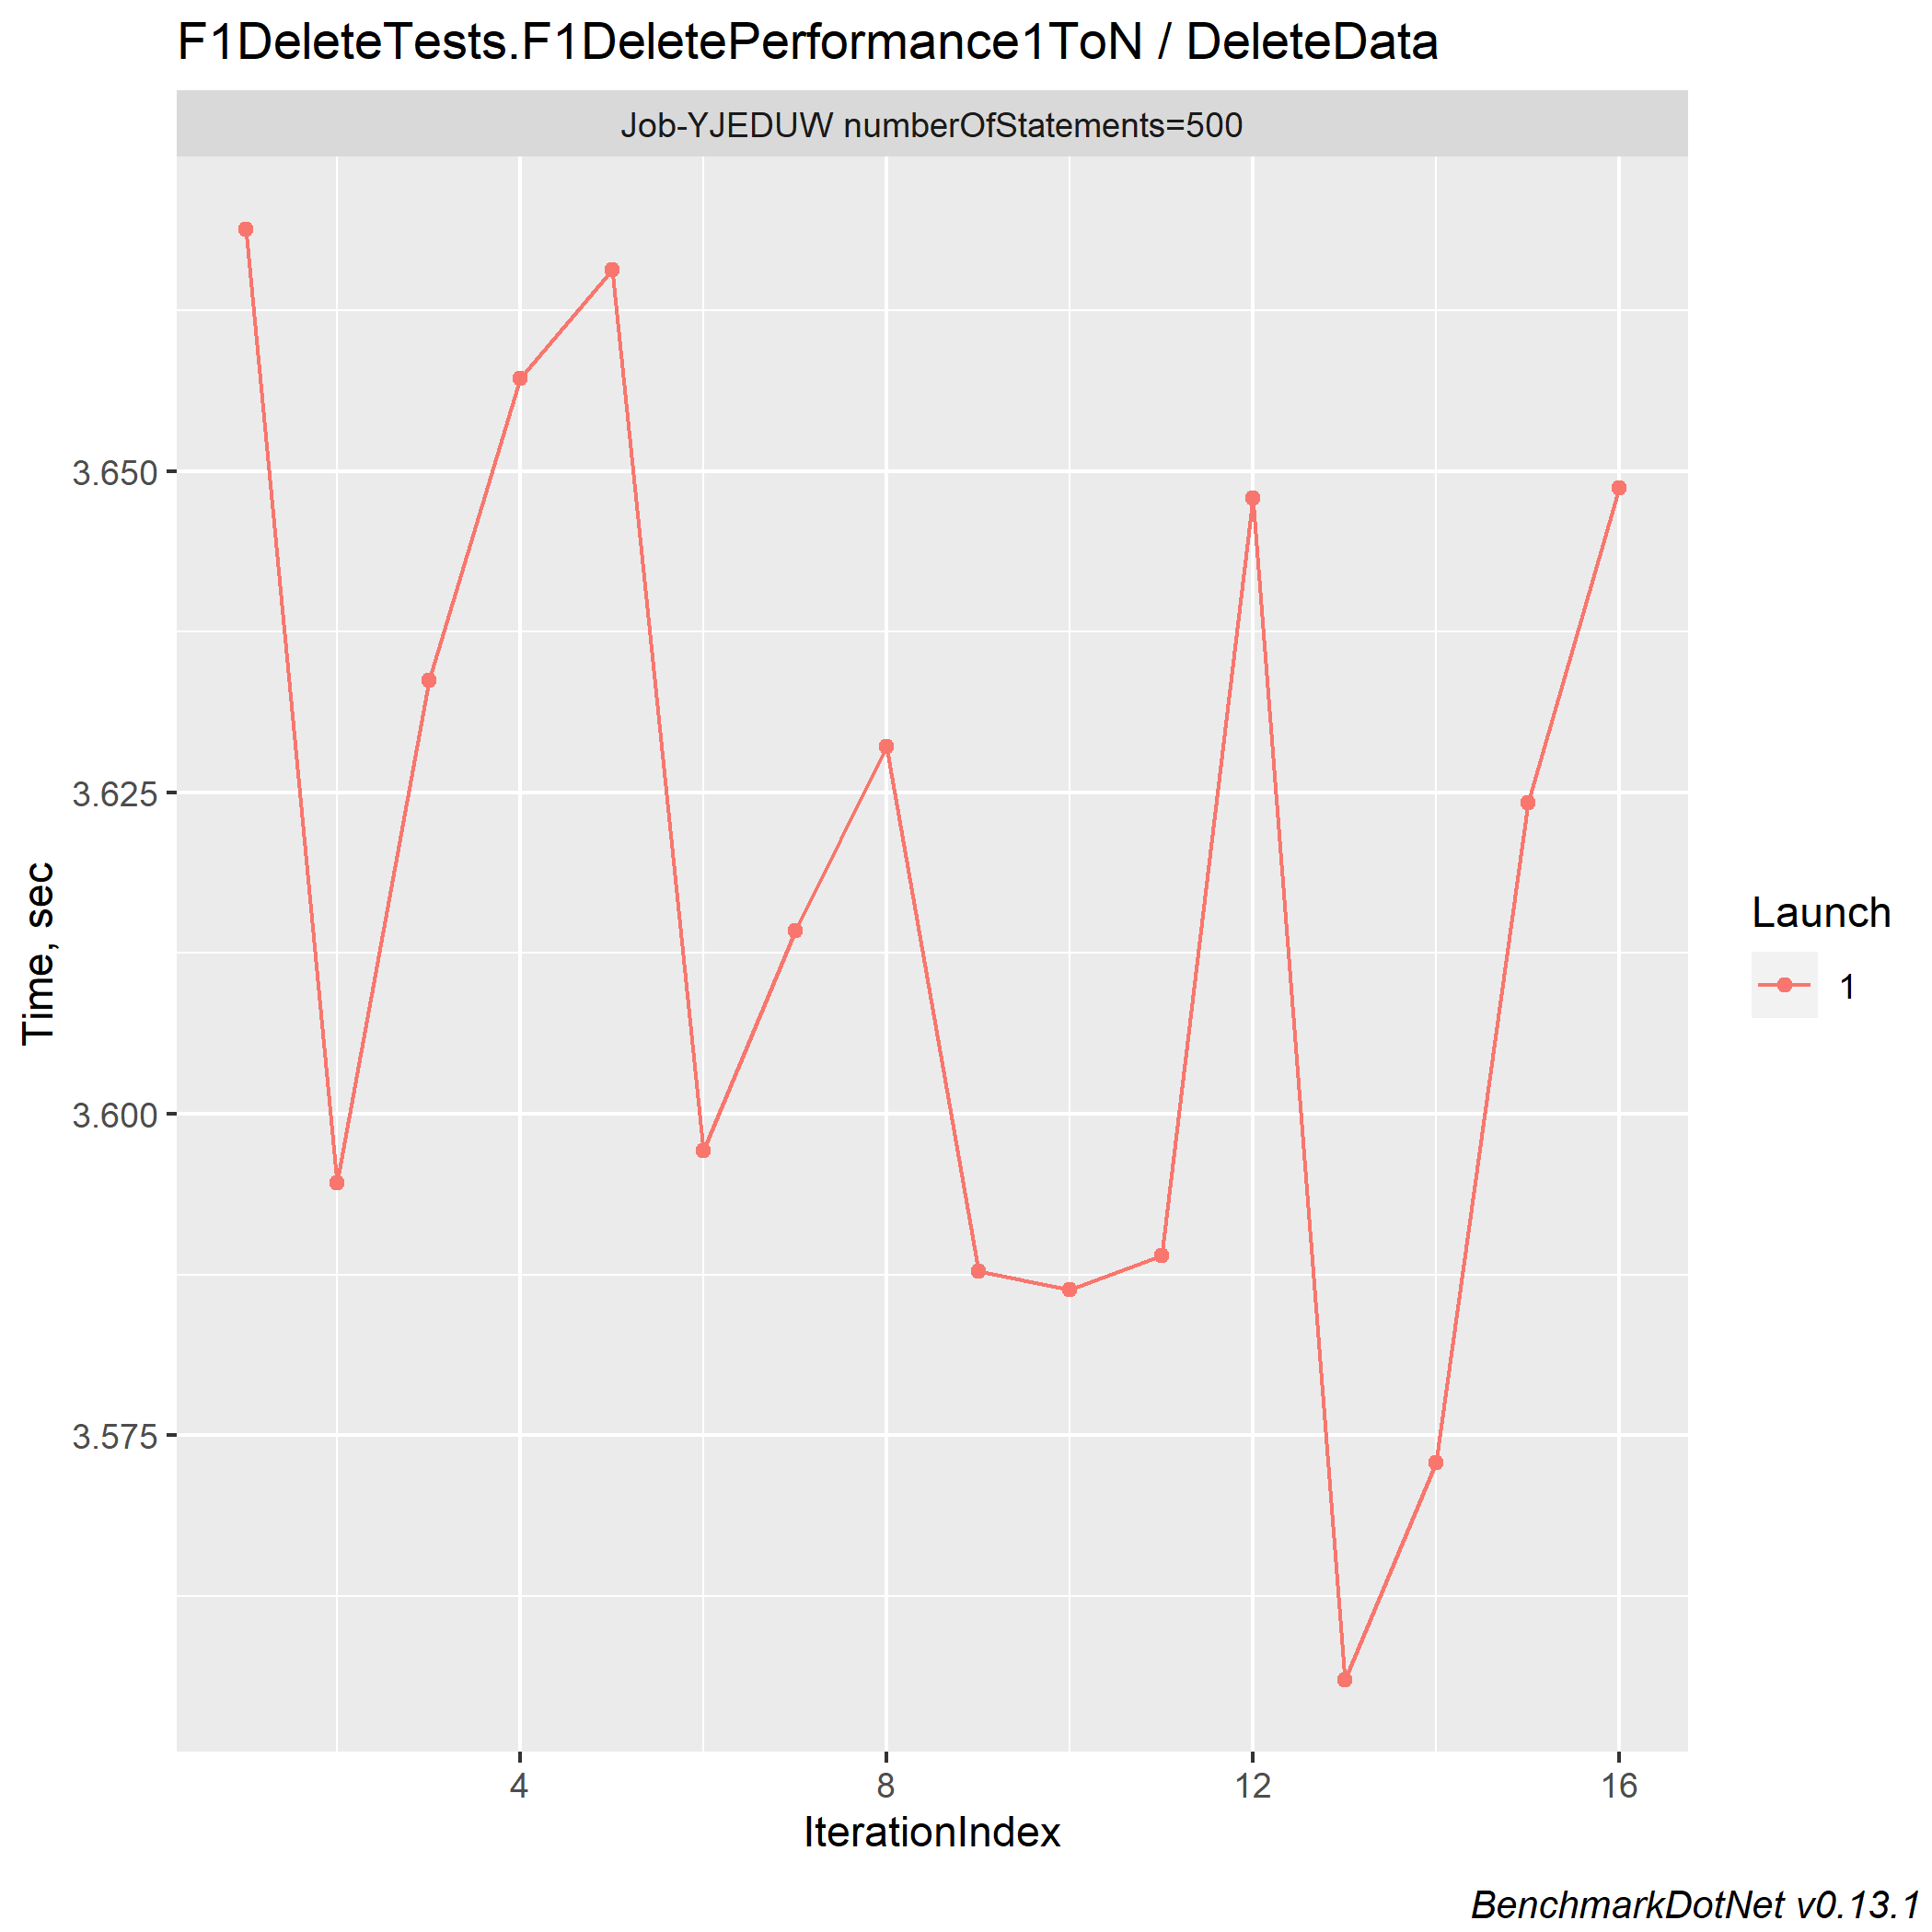 F1DeleteTests.F1DeletePerformance1ToN / DeleteData
Job-YJEDUW numberOfStatements=500
3.650
3.625
3.600
3.575
Time, sec
4
8
12
16
IterationIndex
Launch
1
BenchmarkDotNet v0.13.1